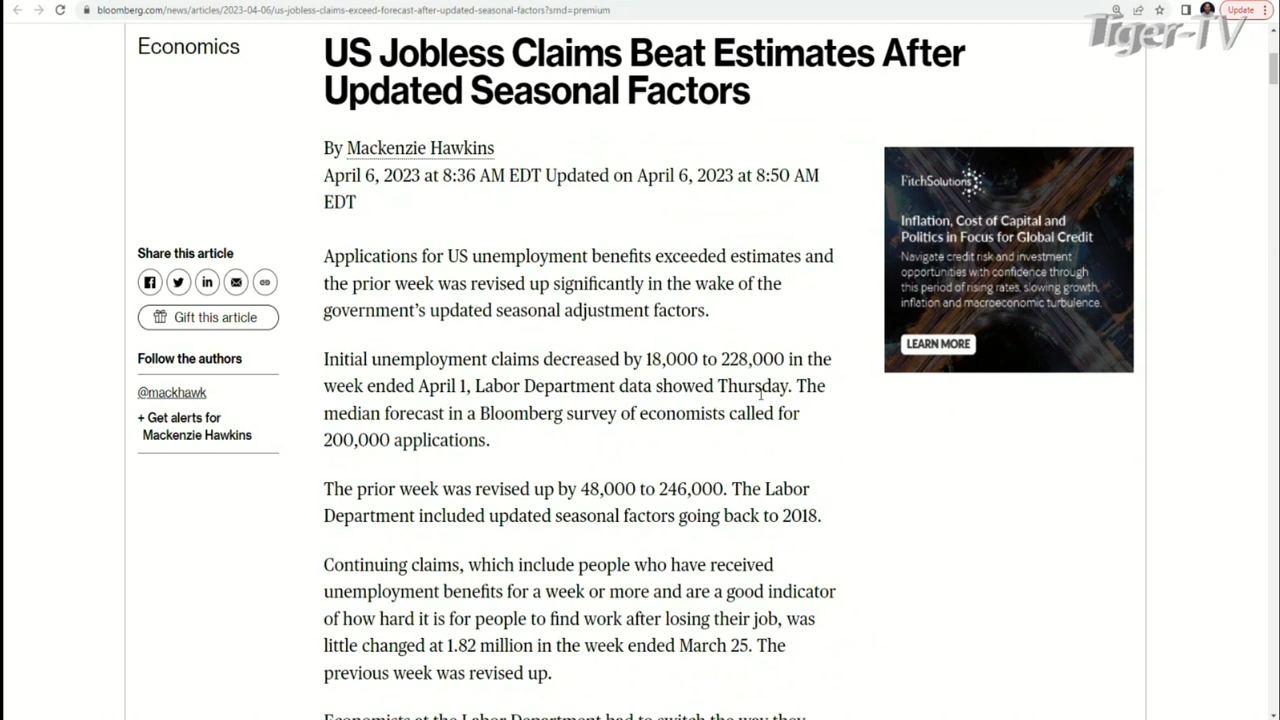 bloomberg.com/news/articles/2023-04-06/us-jobless-claims-exceed-forecast-after-updated-seasonal-factors?srnd=premium
Update
Tiger-TV
Economics
US Jobless Claims Beat Estimates After
Updated Seasonal Factors
By Mackenzie Hawkins
April 6, 2023 at 8:36 AM EDT Updated on April 6, 2023 at 8:50 AM
EDT
Share this article
Gift this article
Follow the authors
@mackhawk
+ Get alerts for
Mackenzie Hawkins
Applications for US unemployment benefits exceeded estimates and
the prior week was revised up significantly in the wake of the
government's updated seasonal adjustment factors.
Initial unemployment claims decreased by 18,000 to 228,000 in the
week ended April 1, Labor Department data showed Thursday. The
median forecast in a Bloomberg survey of economists called for
200,000 applications.
The prior week was revised up by 48,000 to 246,000. The Labor
Department included updated seasonal factors going back to 2018.
Continuing claims, which include people who have received
unemployment benefits for a week or more and are a good indicator
of how hard it is for people to find work after losing their job, was
little changed at 1.82 million in the week ended March 25. The
previous week was revised up.
Economists at the Labor Department had to switch the way they
FitchSolutions
Inflation, Cost of Capital and
Politics in Focus for Global Credit
Navigate credit risk and investment
opportunities with confidence through
this period of rising rates, slowing growth,
inflation and macroeconomic turbulence.
LEARN MORE